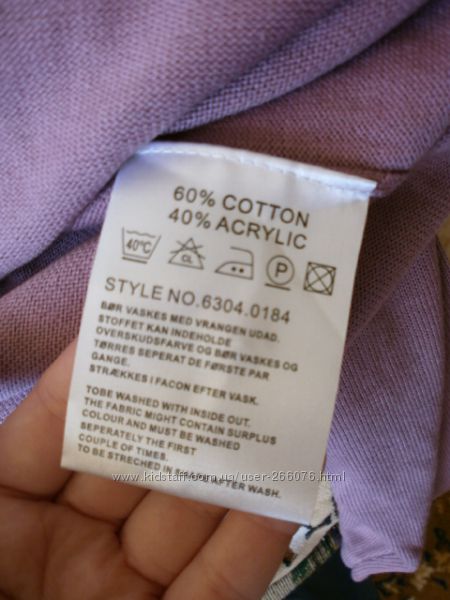 60% COTTON
40% ACRYLIC
40°C CL P
STYLE NO.6304.0184
BØR VASKES MED VRANGEN UDAD.
STOFFET KAN INDEHOLDE
OVERSKUDSFARVE OG BØR VASKES OG
TØRRES SEPERAT DE FØRSTE PAR
GANGE.
STRÆKKES I FACON EFTER VASK.
TOBE WASHED WITH INSIDE OUT.
THE FABRIC MIGHT CONTAIN SURPLUS
COLOUR AND MUST BE WASHED
SEPERATELY THE FIRST
COUPLE OF TIMES.
TO BE STRECHED IN AFTER WASH.
www.kidstaff.com.ua/user-266076.html